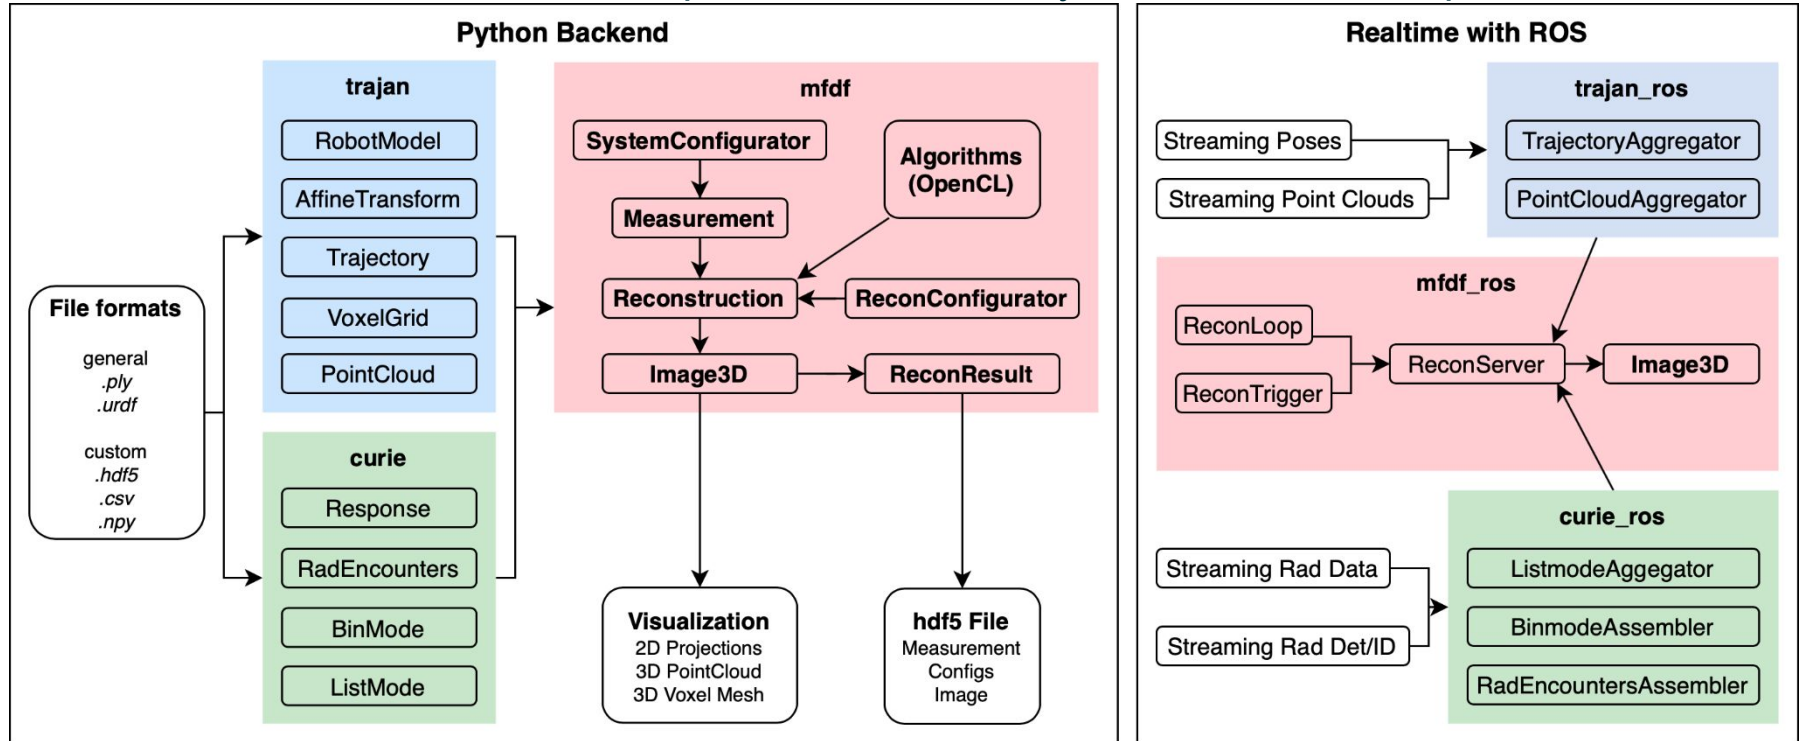 Python Backend
File formats
general
.ply
.urdf
custom
.hdf5
.csv
.npy
trajan
RobotModel
AffineTransform
Trajectory
VoxelGrid
PointCloud
curie
Response
RadEncounters
BinMode
ListMode
mfdf
SystemConfigurator
Algorithms
(OpenCL)
Measurement
Reconstruction
ReconConfigurator
Image3D
ReconResult
Visualization
2D Projections
3D PointCloud
3D Voxel Mesh
hdf5 File
Measurement
Configs
Image
Realtime with ROS
trajan_ros
Streaming Poses
Streaming Point Clouds
TrajectoryAggregator
PointCloudAggregator
mfdf_ros
ReconLoop
ReconTrigger
ReconServer
Image3D
curie_ros
Streaming Rad Data
Streaming Rad Det/ID
ListmodeAggegator
BinmodeAssembler
RadEncountersAssembler